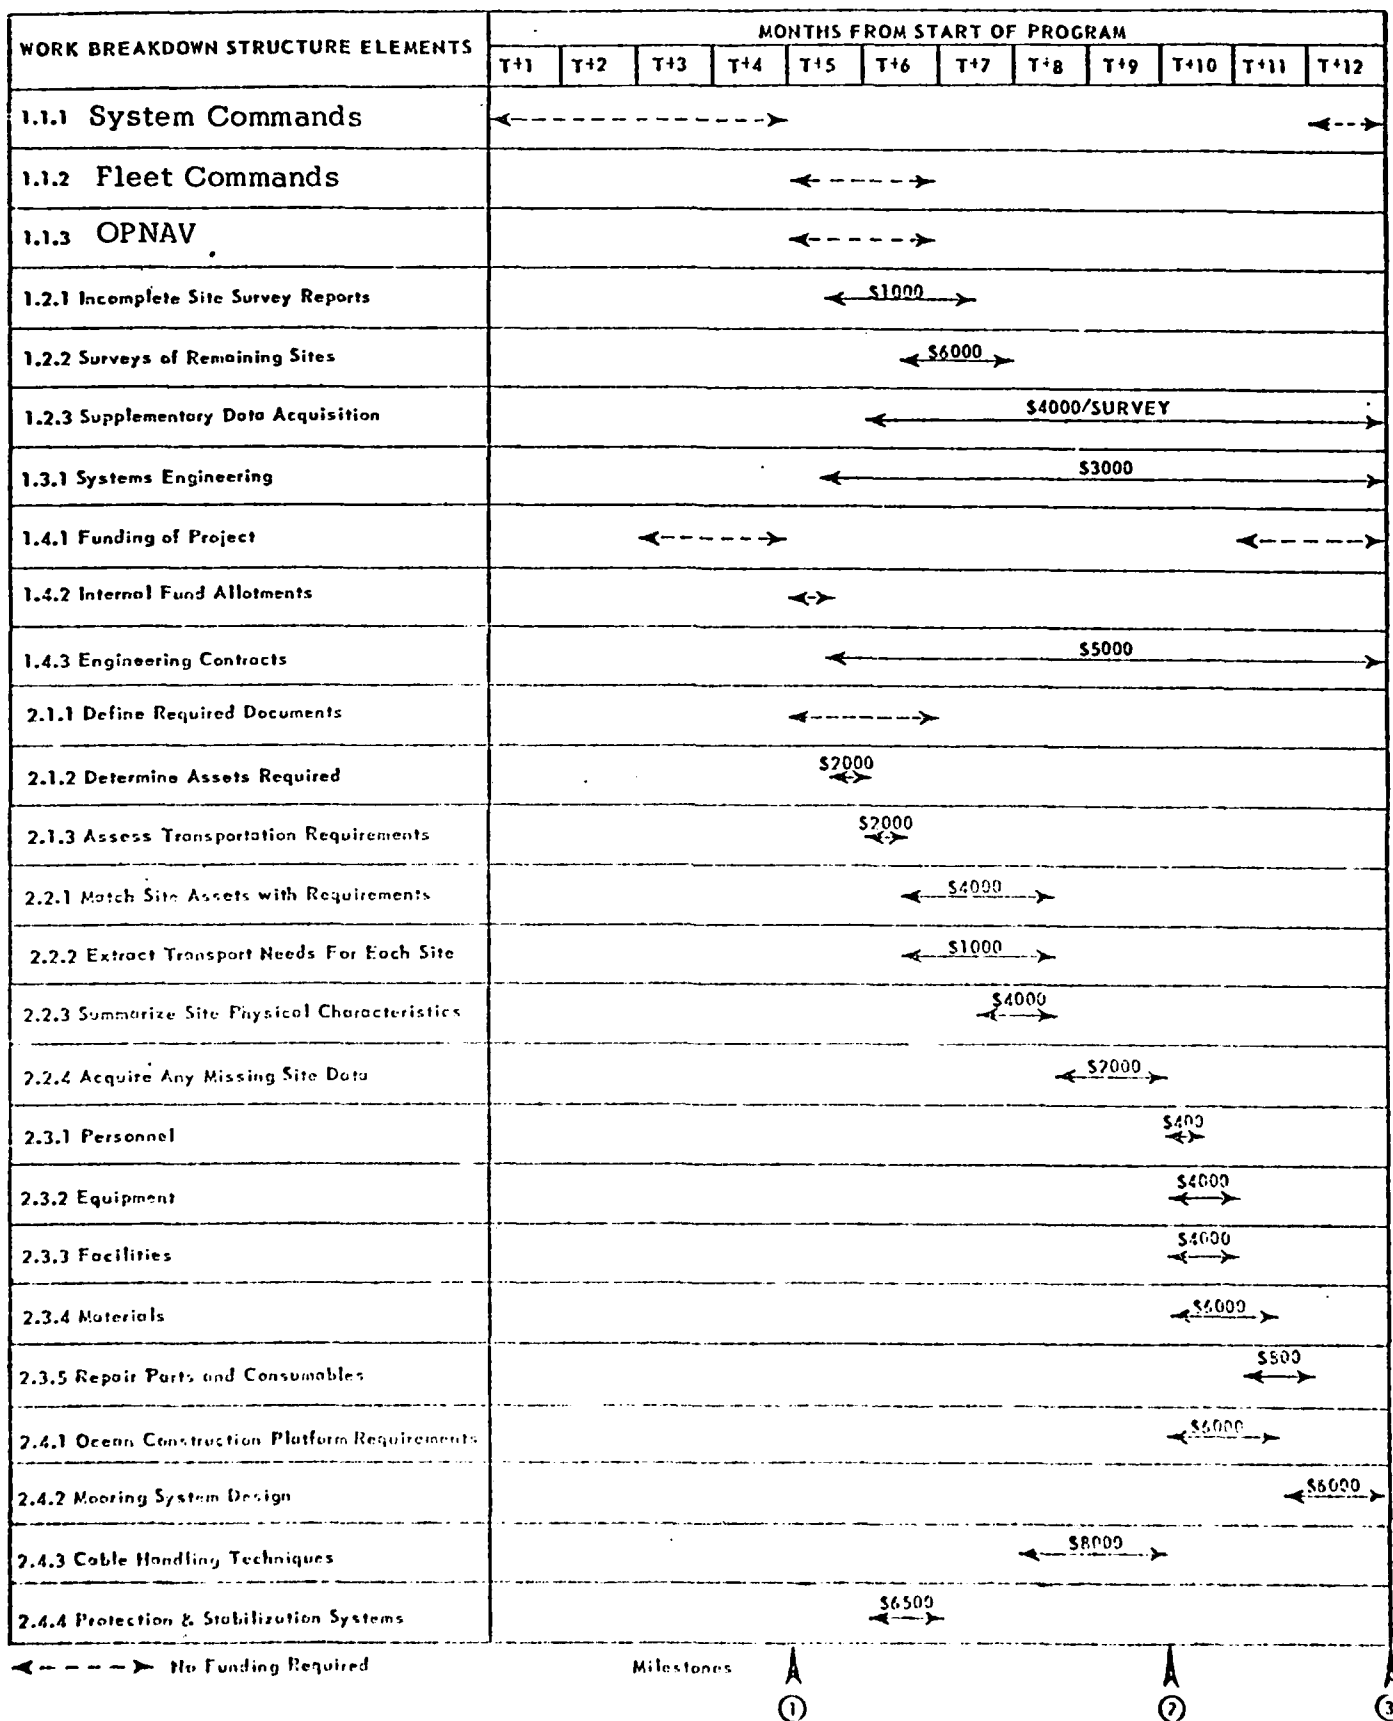 WORK BREAKDOWN STRUCTURE ELEMENTS
MONTHS FROM START OF PROGRAM
T+1 T+2 T+3 T+4 T+5 T+6 T+7 T+8 T+9 T+10 T+11 T+12
1.1.1 System Commands
1.1.2 Fleet Commands
1.1.3 OPNAV
1.2.1 Incomplete Site Survey Reports $1000
1.2.2 Surveys of Remaining Sites $6000
1.2.3 Supplementary Data Acquisition $4000/SURVEY
1.3.1 Systems Engineering $3000
1.4.1 Funding of Project
1.4.2 Internal Fund Allotments
1.4.3 Engineering Contracts $5000
2.1.1 Define Required Documents
2.1.2 Determine Assets Required $2000
2.1.3 Assess Transportation Requirements $2000
2.2.1 Match Site Assets with Requirements $4000
2.2.2 Extract Transport Needs For Each Site $1000
2.2.3 Summarize Site Physical Characteristics $4000
2.2.4 Acquire Any Missing Site Data $2000
2.3.1 Personnel $400
2.3.2 Equipment $4000
2.3.3 Facilities $4000
2.3.4 Materials $6000
2.3.5 Repair Parts and Consumables
2.4.1 Ocean Construction Platform Requirements $6000
2.4.2 Mooring System Design $6000
2.4.3 Cable Handling Techniques $8000
2.4.4 Protection & Stabilization Systems $6500
No Funding Required Milestones
1 2 3